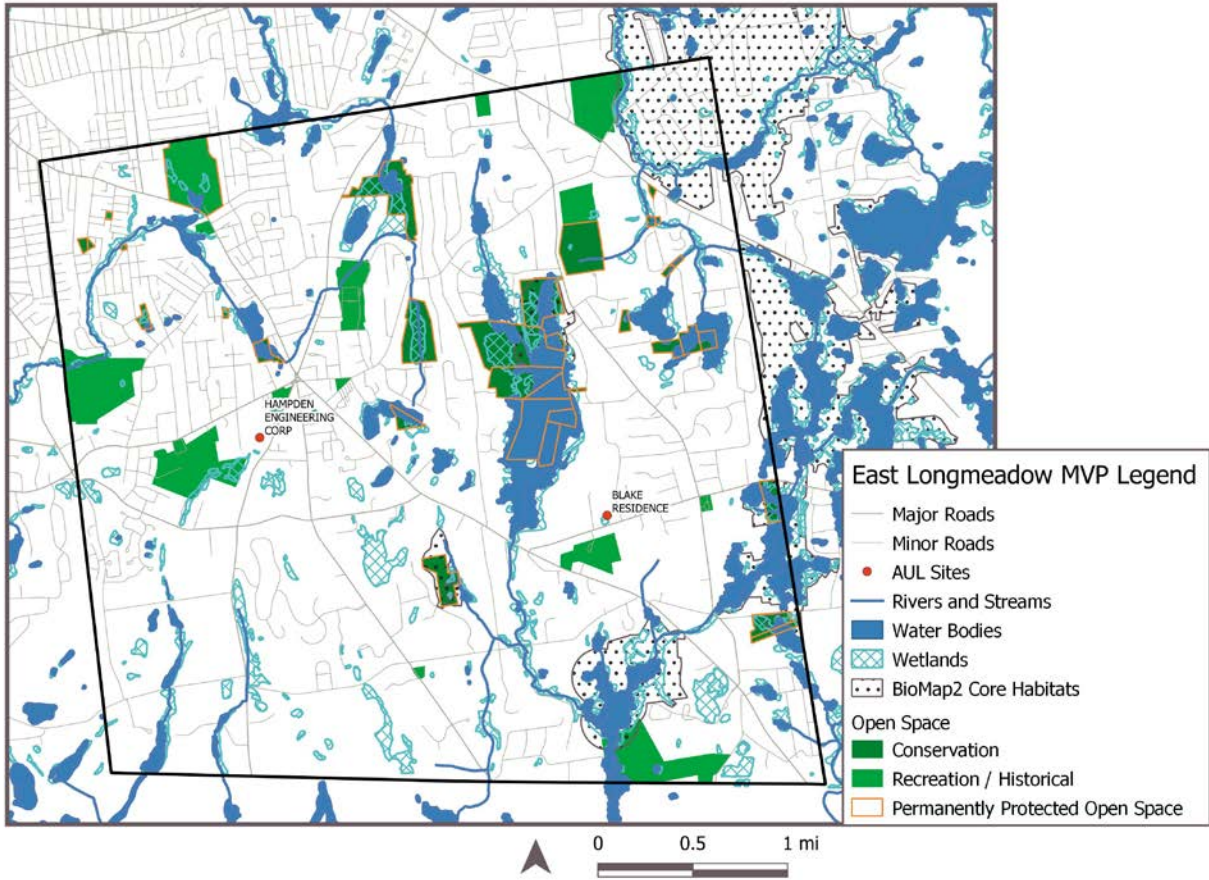 HAMPDEN
ENGINEERING
CORP
BLAKE
RESIDENCE
East Longmeadow MVP Legend
Major Roads
Minor Roads
AUL Sites
Rivers and Streams
Water Bodies
Wetlands
BioMap2 Core Habitats
Open Space
Conservation
Recreation / Historical
Permanently Protected Open Space
0 0.5 1 mi